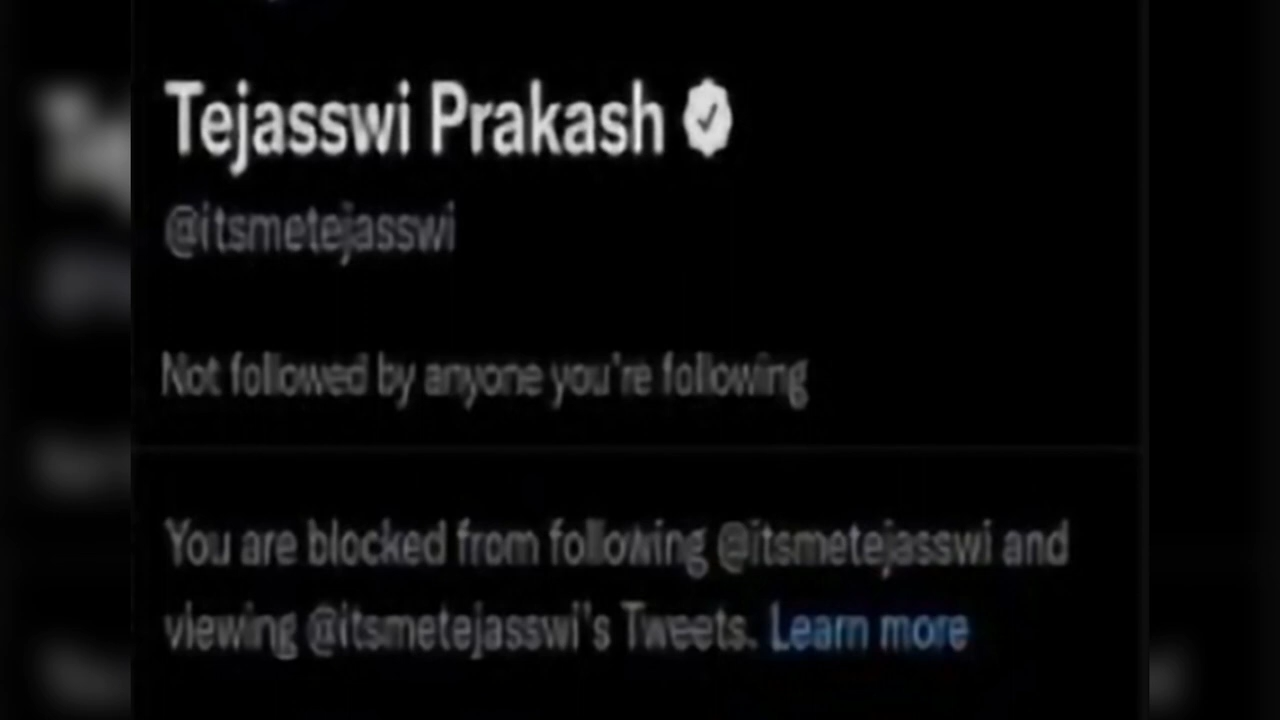 Tejasswi Prakash
@itsmetejasswi
Not followed by anyone you're following
You are blocked from following @itsmetejasswi and
viewing @itsmetejasswi's Tweets. Learn more